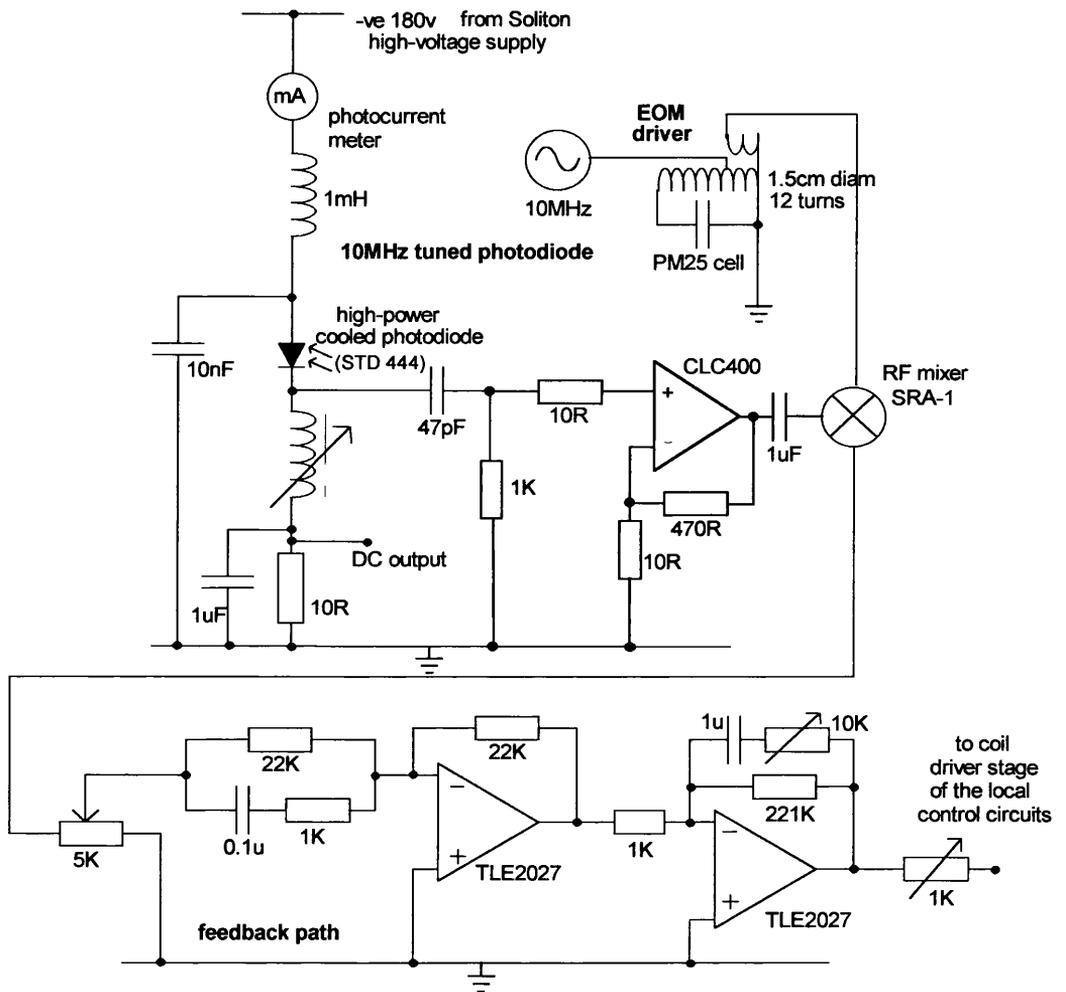 -ve 180v from Soliton
high-voltage supply
mA
photocurrent
meter
1mH
EOM
driver
10MHz
1.5cm diam
12 turns
PM25 cell
10MHz tuned photodiode
high-power
cooled photodiode
(STD 444)
10nF
47pF
10R
CLC400
+
-
1uF
RF mixer
SRA-1
1K
470R
10R
DC output
1uF
10R
22K
0.1u
1K
5K
22K
−
+
TLE2027
1K
1u
10K
221K
−
+
TLE2027
to coil
driver stage
of the local
control circuits
1K
feedback path